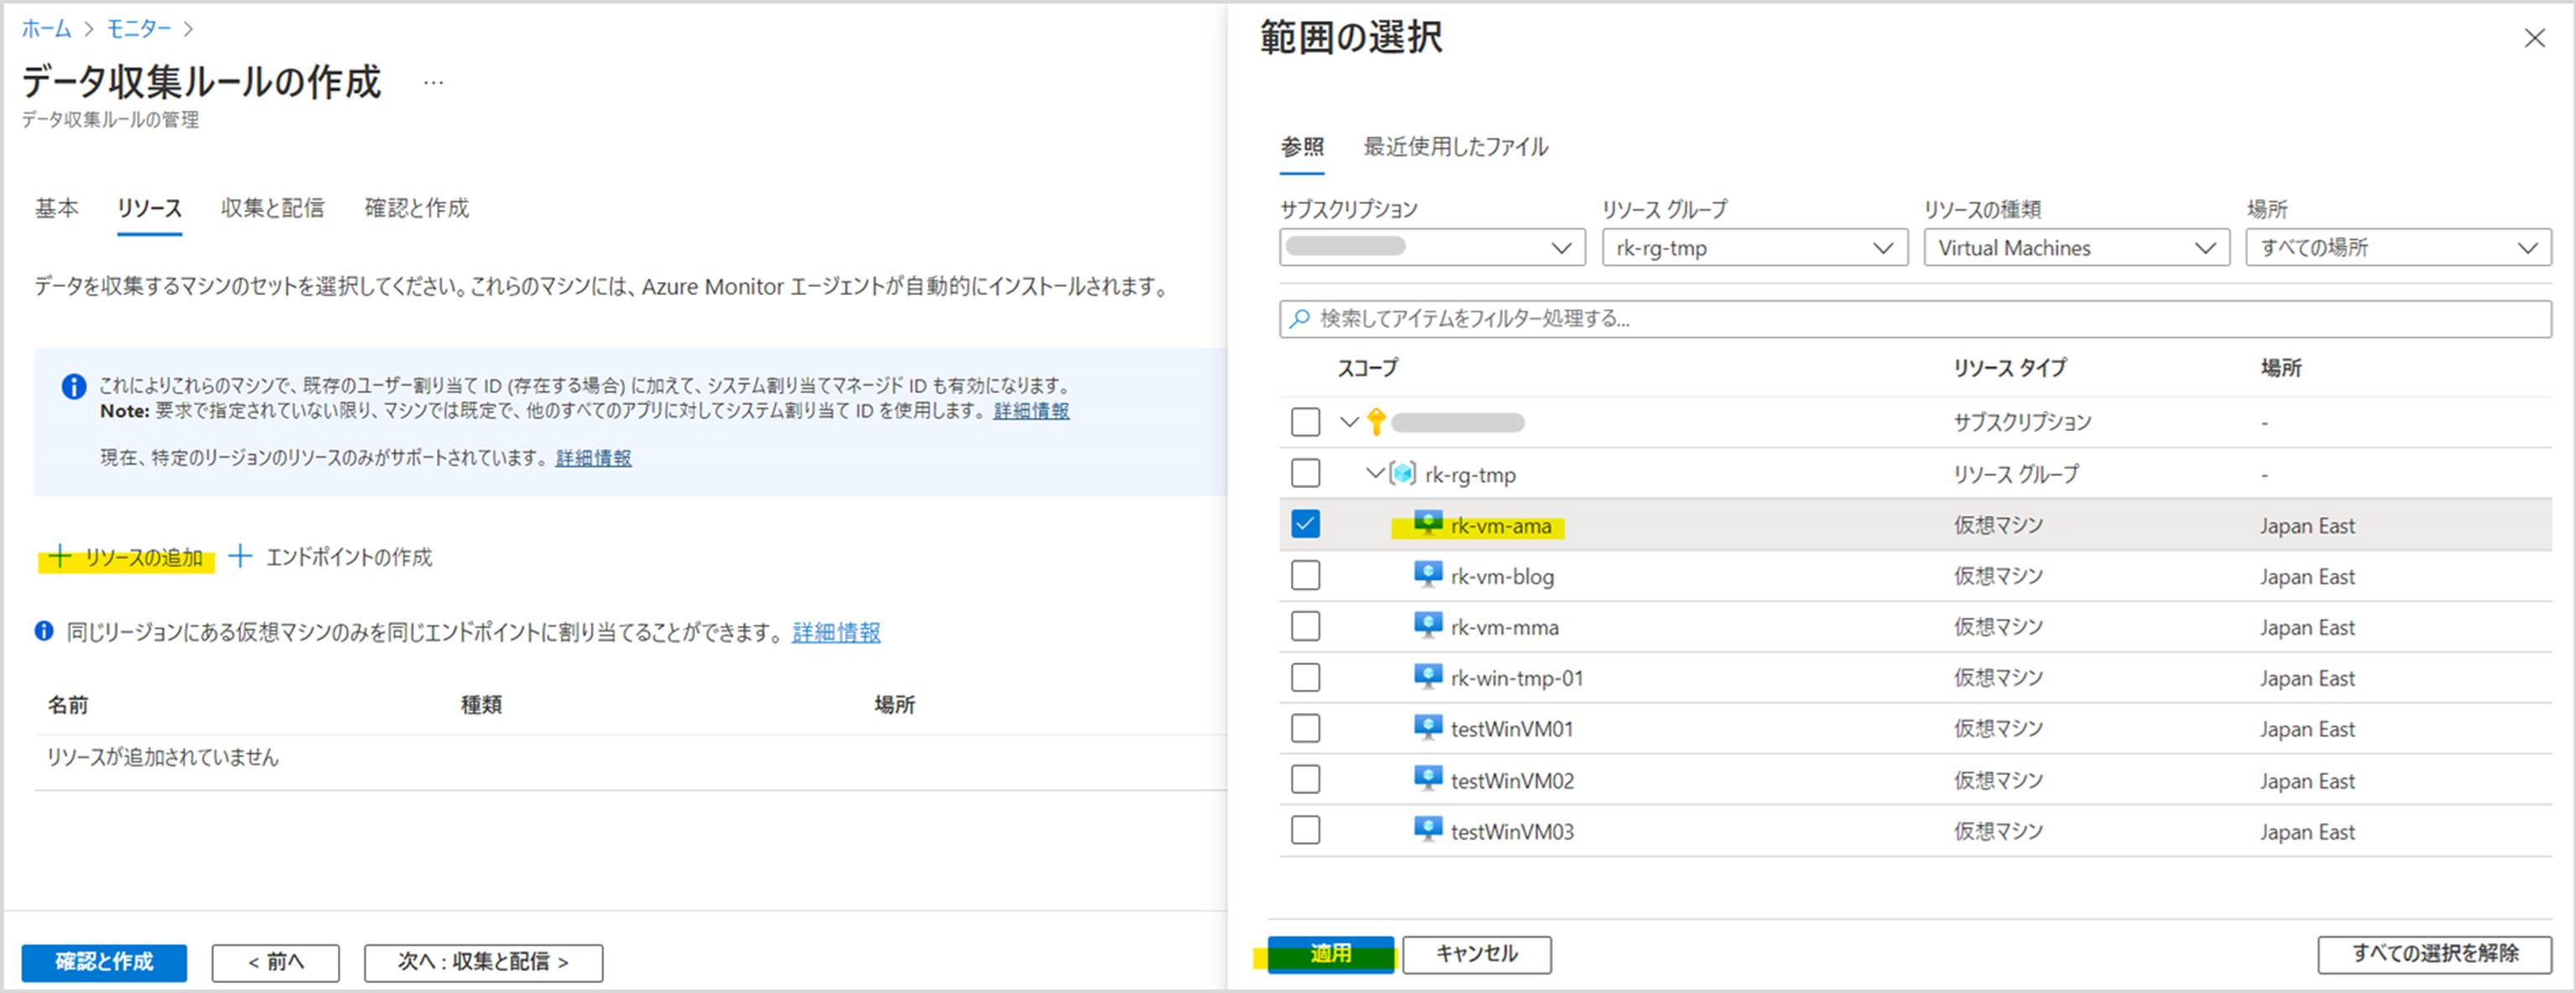 ホーム > モニター >
データ収集ルールの作成 …
データ収集ルールの管理
基本 リソース 収集と配信 確認と作成
データを収集するマシンのセットを選択してください。これらのマシンには、Azure Monitor エージェントが自動的にインストールされます。
これによりこれらのマシンで、既存のユーザー割り当て ID (存在する場合) に加えて、システム割り当てマネージド ID も有効になります。
Note: 要求で指定されていない限り、マシンでは既定で、他のすべてのアプリに対してシステム割り当て ID を使用します。 詳細情報
現在、特定のリージョンのリソースのみがサポートされています。 詳細情報
リソースの追加 エンドポイントの作成
同じリージョンにある仮想マシンのみを同じエンドポイントに割り当てることができます。 詳細情報
名前 種類 場所
リソースが追加されていません
確認と作成 < 前へ 次へ : 収集と配信 >
範囲の選択
参照 最近使用したファイル
サブスクリプション リソース グループ リソースの種類 場所
rk-rg-tmp Virtual Machines すべての場所
検索してアイテムをフィルター処理する...
スコープ リソース タイプ 場所
サブスクリプション -
rk-rg-tmp リソース グループ -
rk-vm-ama 仮想マシン Japan East
rk-vm-blog 仮想マシン Japan East
rk-vm-mma 仮想マシン Japan East
rk-win-tmp-01 仮想マシン Japan East
testWinVM01 仮想マシン Japan East
testWinVM02 仮想マシン Japan East
testWinVM03 仮想マシン Japan East
適用 キャンセル すべての選択を解除